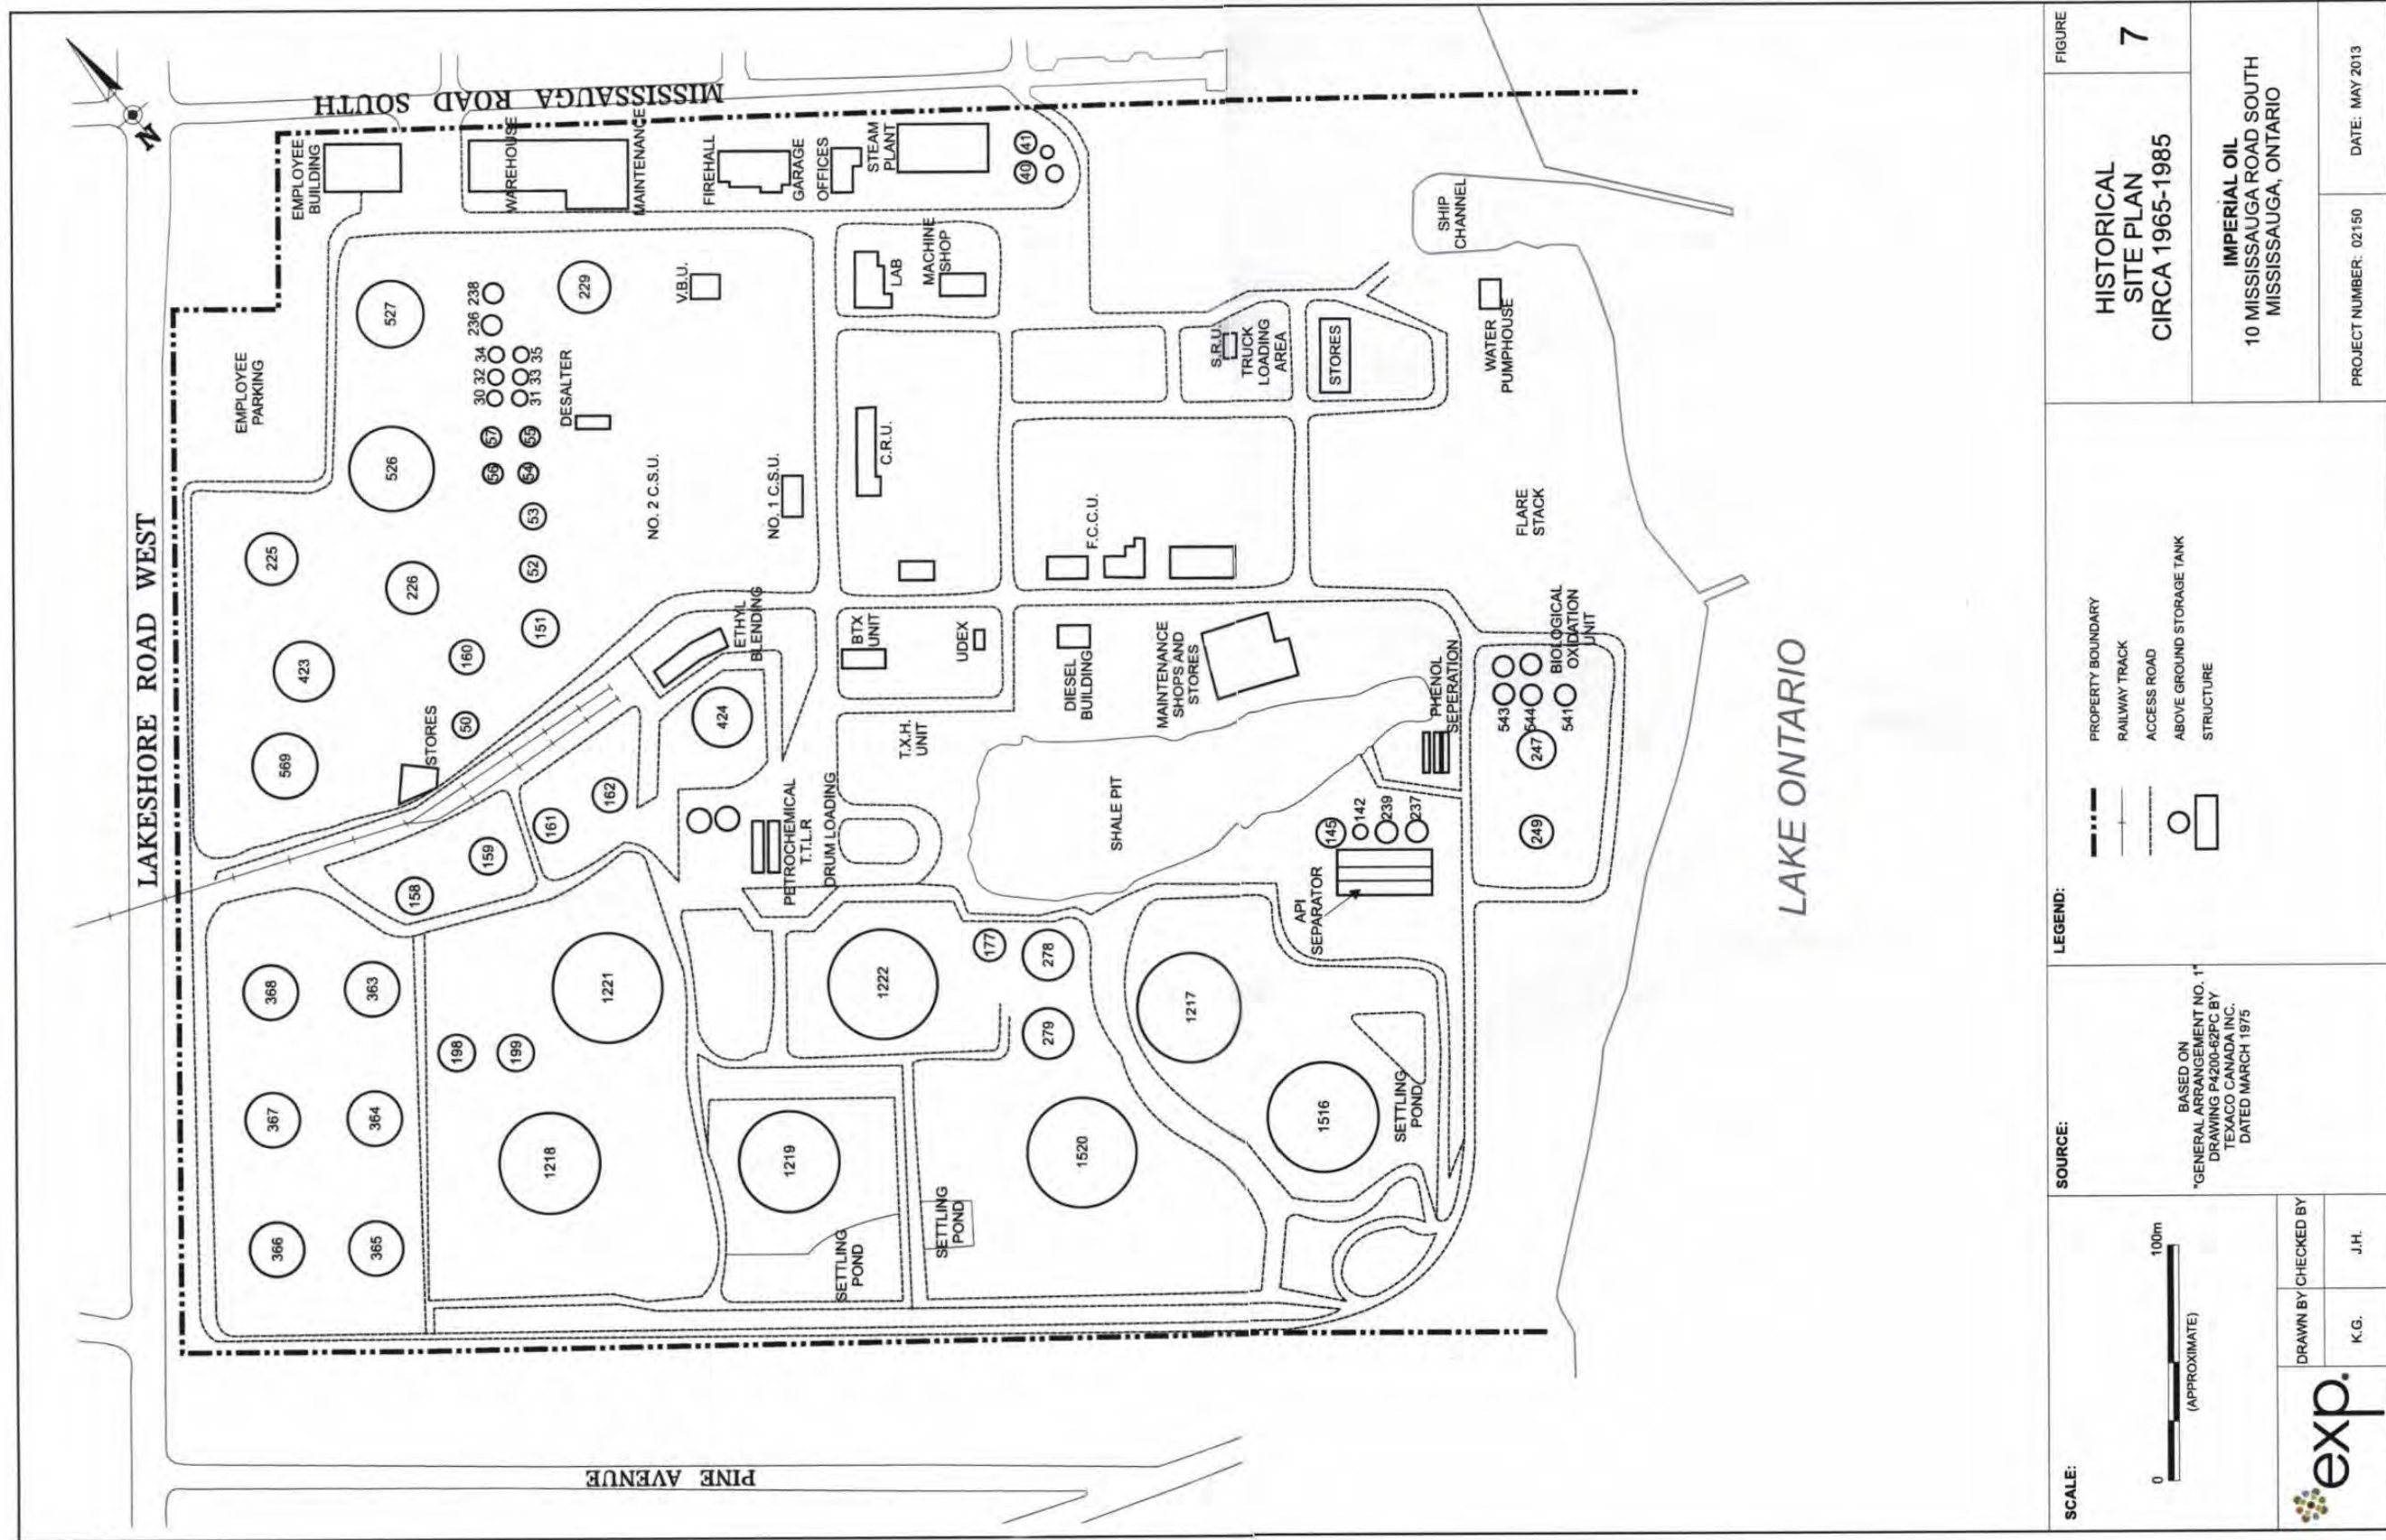 LAKESHORE ROAD WEST
MISSISSAUGA ROAD SOUTH
PINE AVENUE
N
EMPLOYEE
BUILDING
WAREHOUSE
MAINTENANCE
FIREHALL
GARAGE
OFFICES
STEAM
PLANT
40
41
EMPLOYEE
PARKING
527
236
238
229
V.B.U.
LAB
MACHINE
SHOP
SHIP
CHANNEL
30
32
34
31
33
35
DESALTER
526
57
55
56
54
53
52
225
226
NO. 2 C.S.U.
NO. 1 C.S.U.
C.R.U.
S.R.U.
TRUCK
LOADING
AREA
STORES
WATER
PUMPHOUSE
F.C.C.U.
FLARE
STACK
423
160
151
569
STORES
50
ETHYL
BLENDING
424
BTX
UNIT
UDEX
DIESEL
BUILDING
MAINTENANCE
SHOPS AND
STORES
PHENOL
SEPERATION
BIOLOGICAL
OXIDATION
UNIT
543
544
541
247
249
T.X.H.
UNIT
162
161
159
158
PETROCHEMICAL
T.T.L.R
DRUM LOADING
SHALE PIT
145
142
239
237
API
SEPARATOR
368
363
1221
1222
177
278
279
1217
198
199
367
364
1218
1219
1520
1516
SETTLING
POND
366
365
SETTLING
POND
SETTLING
POND
LAKE ONTARIO
SCALE:
0
100m
(APPROXIMATE)
exp.
DRAWN BY
K.G.
CHECKED BY
J.H.
SOURCE:
BASED ON
"GENERAL ARRANGEMENT NO. 1"
DRAWING P4200-62PC BY
TEXACO CANADA INC.
DATED MARCH 1975
LEGEND:
PROPERTY BOUNDARY
RAILWAY TRACK
ACCESS ROAD
ABOVE GROUND STORAGE TANK
STRUCTURE
HISTORICAL
SITE PLAN
CIRCA 1965-1985
FIGURE
7
IMPERIAL OIL
10 MISSISSAUGA ROAD SOUTH
MISSISSAUGA, ONTARIO
PROJECT NUMBER: 02150
DATE: MAY 2013